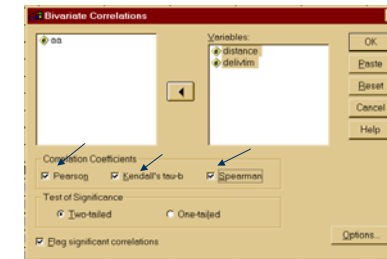 Bivariate Correlations
aa
Variables:
distance
delivtim
OK
Paste
Reset
Cancel
Help
Correlation Coefficients
Pearson Kendall's tau-b Spearman
Test of Significance
Two-tailed One-tailed
Flag significant correlations
Options...